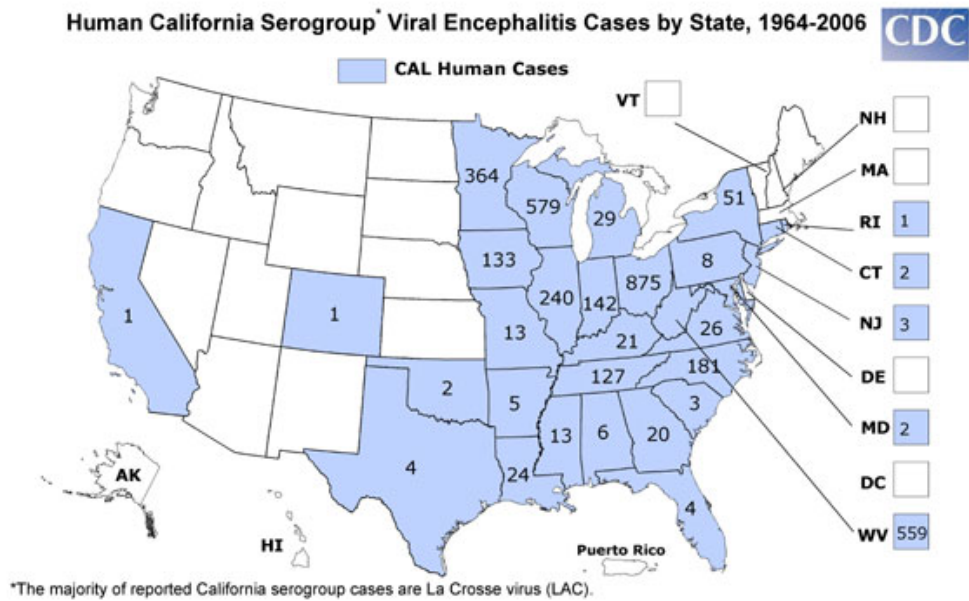 Human California Serogroup* Viral Encephalitis Cases by State, 1964-2006
CDC
CAL Human Cases
VT
NH
MA
RI 1
CT 2
NJ 3
DE
MD 2
DC
WV 559
364
579
29
51
133
240
142
875
8
1
1
13
21
26
2
5
127
181
4
24
13
6
20
3
4
AK
HI
Puerto Rico
*The majority of reported California serogroup cases are La Crosse virus (LAC).